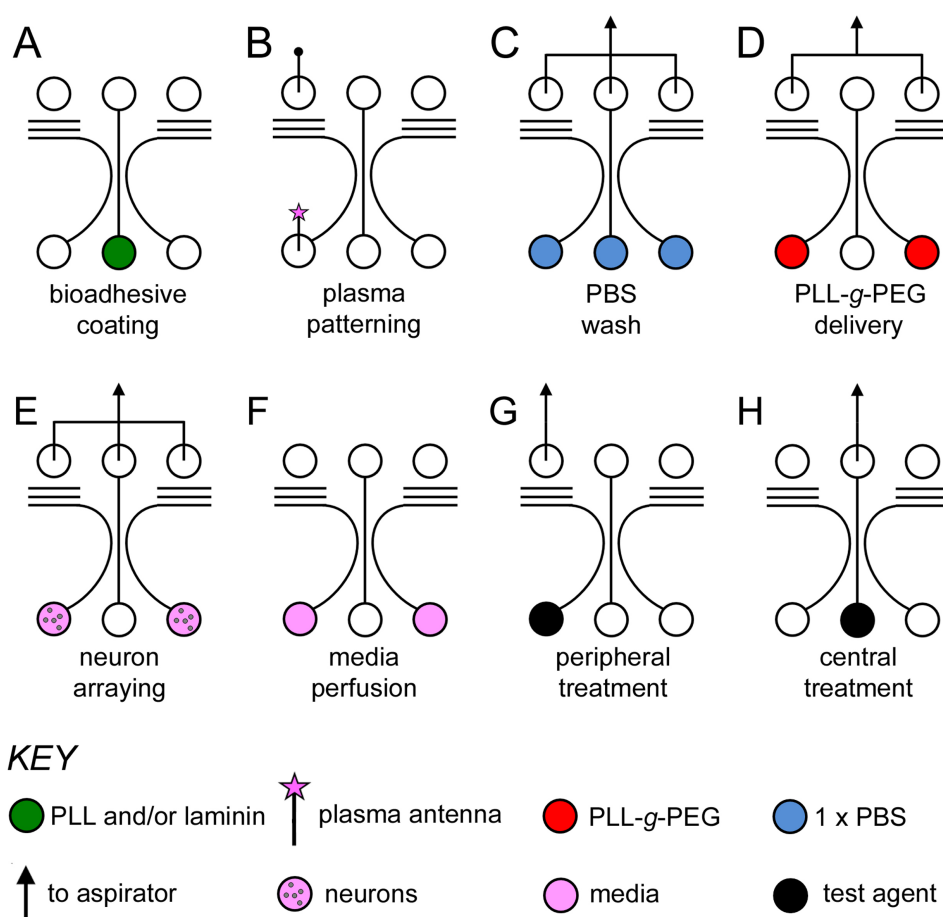 A
B
C
D
bioadhesive
coating
plasma
patterning
PBS
wash
PLL-g-PEG
delivery
E
F
G
H
neuron
arraying
media
perfusion
peripheral
treatment
central
treatment
KEY
PLL and/or laminin
plasma antenna
PLL-g-PEG
1 x PBS
to aspirator
neurons
media
test agent